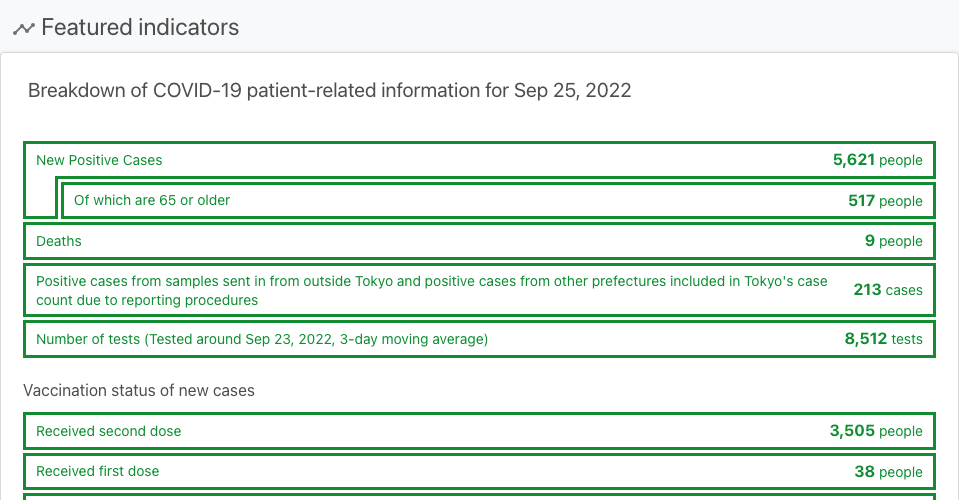 Featured indicators
Breakdown of COVID-19 patient-related information for Sep 25, 2022
New Positive Cases 5,621 people
Of which are 65 or older 517 people
Deaths 9 people
Positive cases from samples sent in from outside Tokyo and positive cases from other prefectures included in Tokyo's case
count due to reporting procedures 213 cases
Number of tests (Tested around Sep 23, 2022, 3-day moving average) 8,512 tests
Vaccination status of new cases
Received second dose 3,505 people
Received first dose 38 people